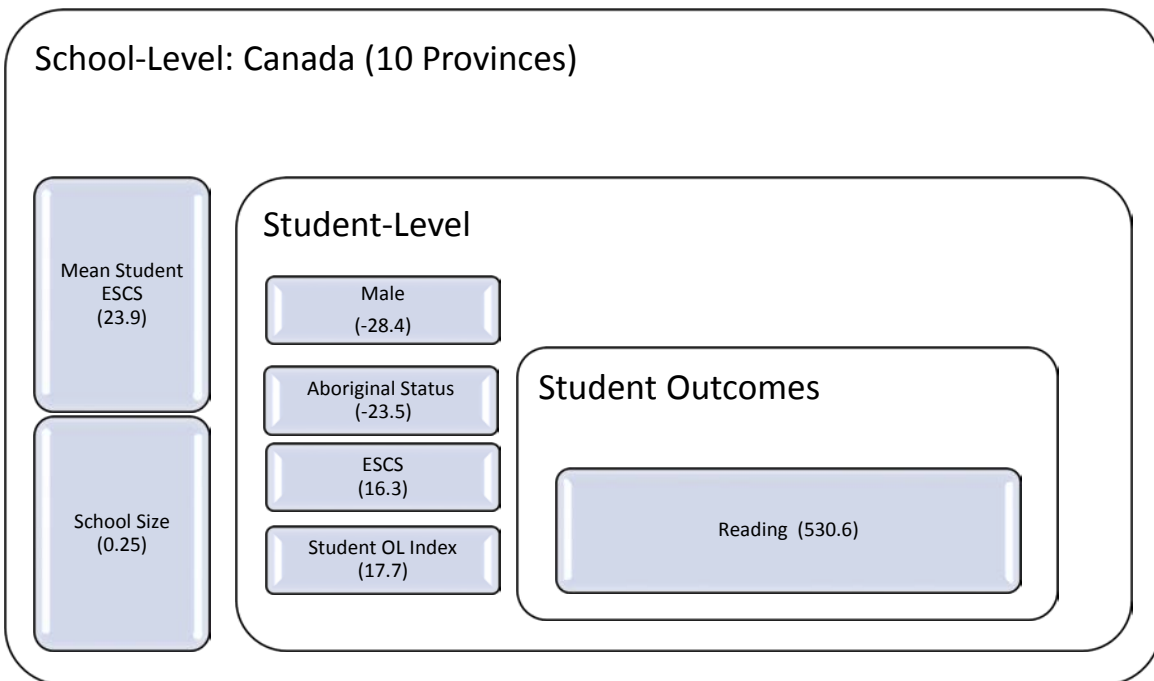 School-Level: Canada (10 Provinces)
Mean Student
ESCS
(23.9)
School Size
(0.25)
Student-Level
Male
(-28.4)
Aboriginal Status
(-23.5)
ESCS
(16.3)
Student OL Index
(17.7)
Student Outcomes
Reading (530.6)